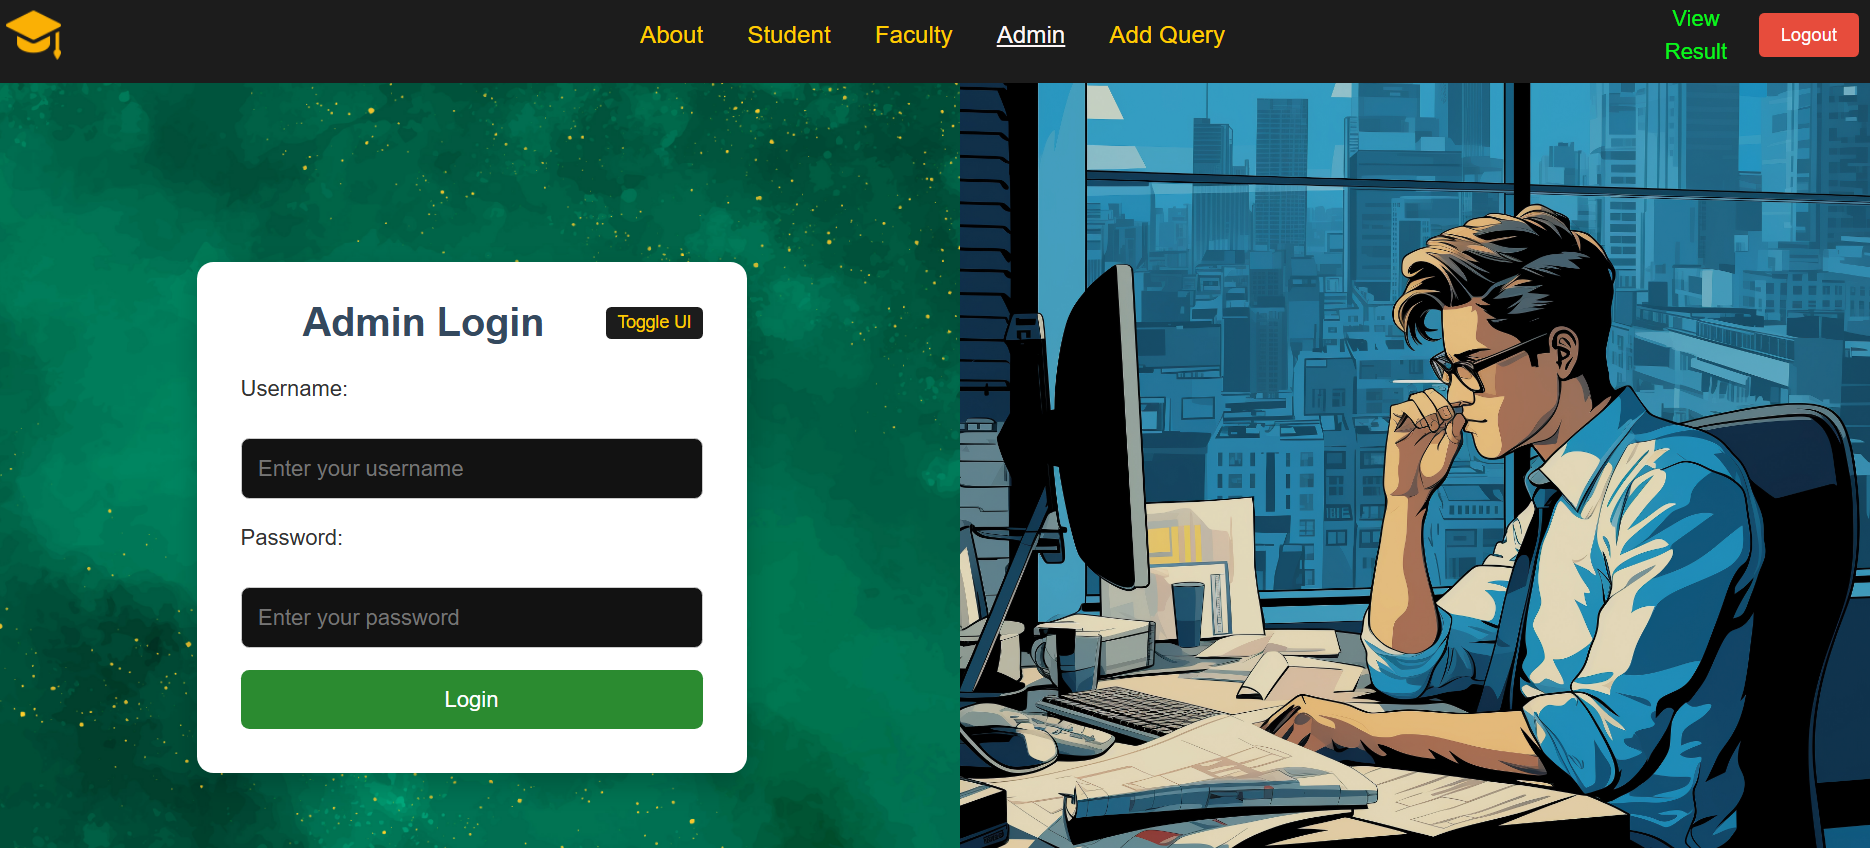 About Student Faculty Admin Add Query
View
Result
Logout
Admin Login
Toggle UI
Username:
Enter your username
Password:
Enter your password
Login